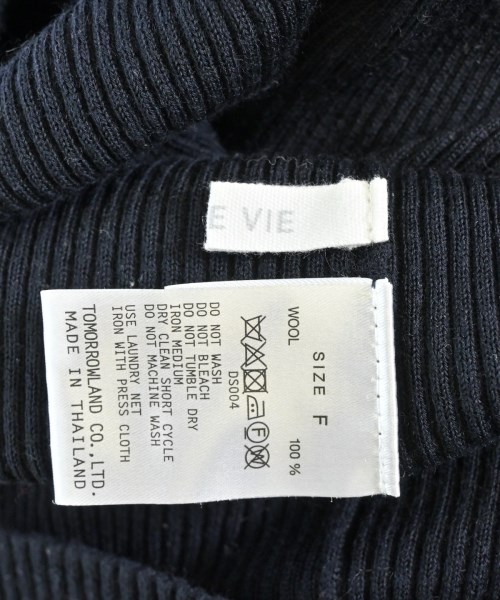 E VIE
SIZE F
WOOL 100%
DS004
DO NOT WASH
DO NOT BLEACH
DO NOT TUMBLE DRY
IRON MEDIUM
DRY CLEAN SHORT CYCLE
DO NOT MACHINE WASH
USE LAUNDRY NET
IRON WITH PRESS CLOTH
TOMORROWLAND CO.,LTD.
MADE IN THAILAND